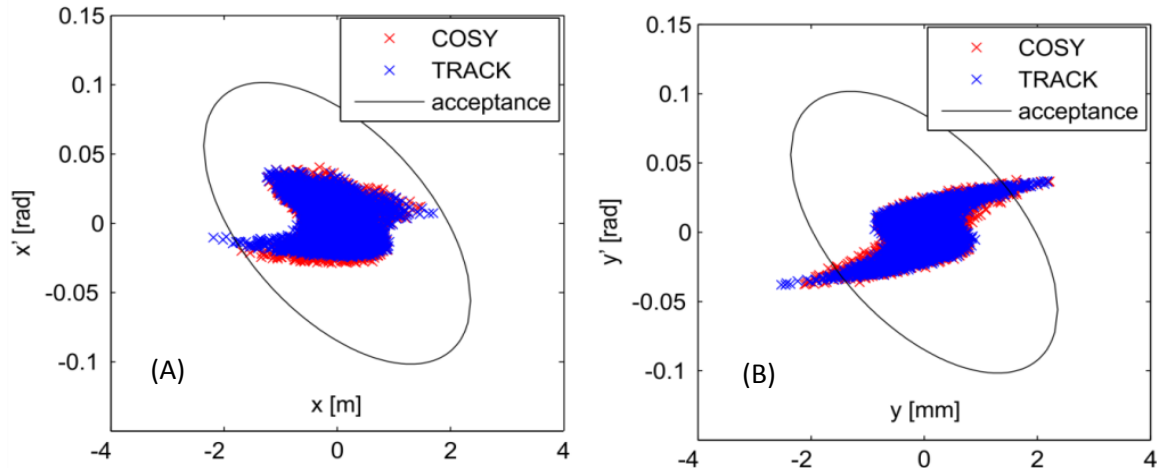 0.15
0.1
0.05
0
-0.05
-0.1
x' [rad]
COSY
TRACK
acceptance
(A)
x [m]
-4 -2 0 2 4
0.15
0.1
0.05
0
-0.05
-0.1
y' [rad]
COSY
TRACK
acceptance
(B)
y [mm]
-4 -2 0 2 4